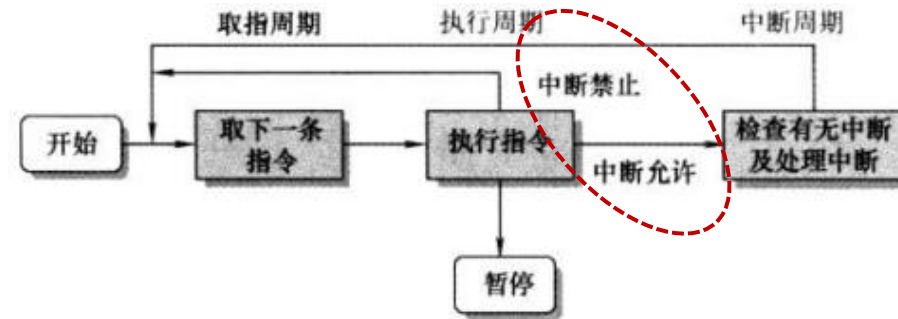 取指周期
执行周期
中断周期
中断禁止
开始
取下一条
指令
执行指令
中断允许
检查有无中断
及处理中断
暂停